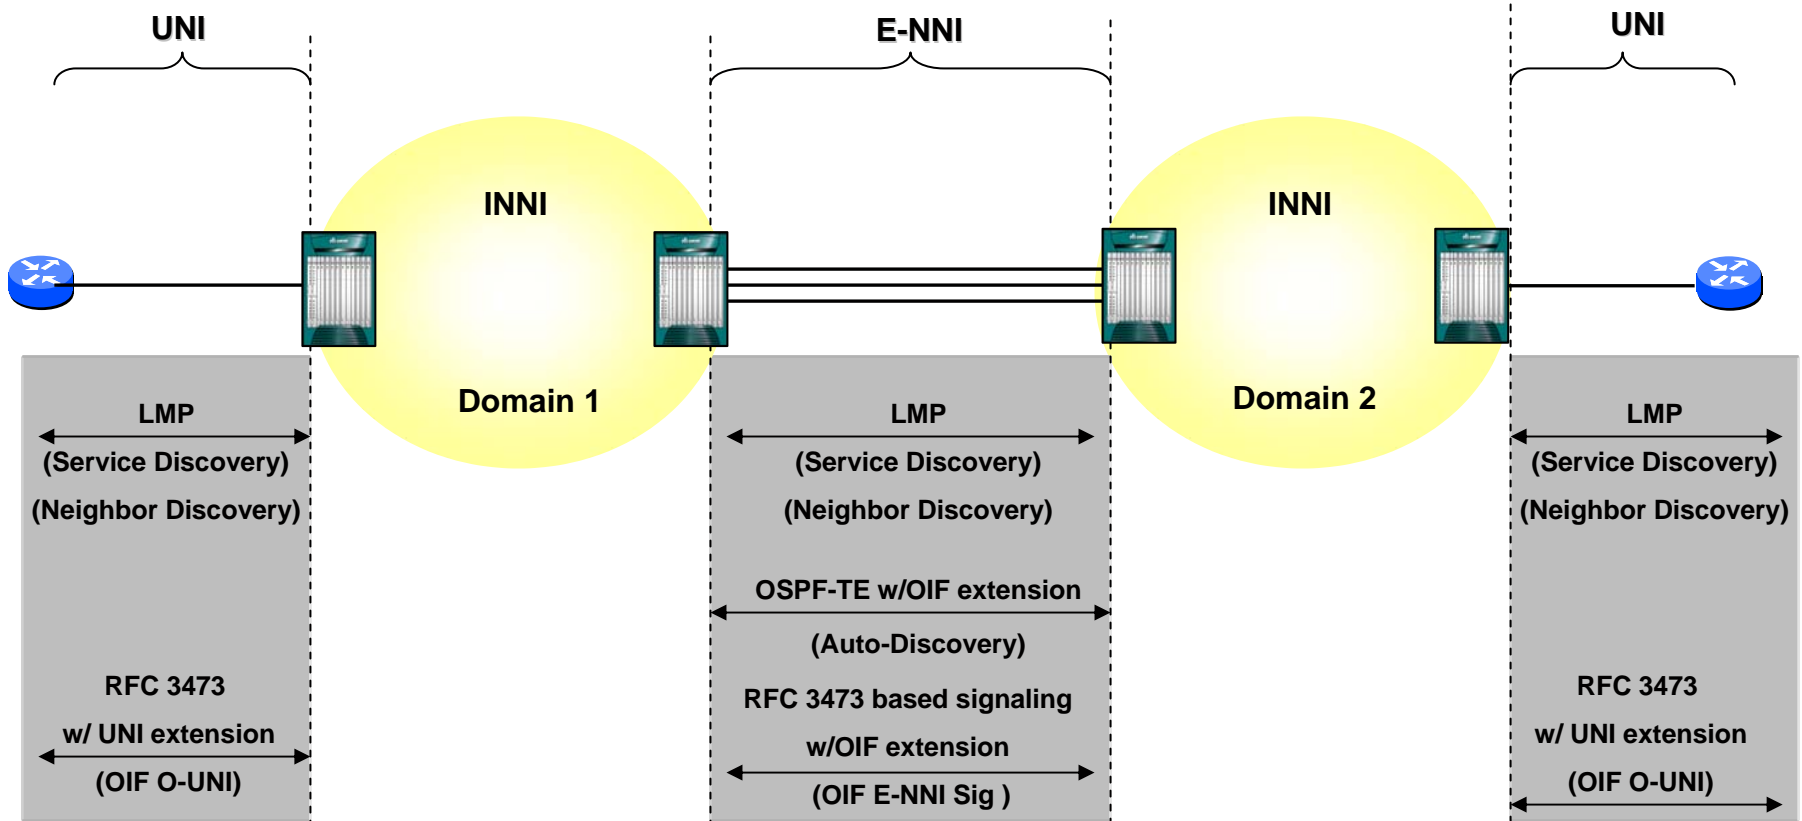 UNI
E-NNI
UNI
INNI
INNI
Domain 1
Domain 2
LMP
(Service Discovery)
(Neighbor Discovery)
RFC 3473
w/ UNI extension
(OIF O-UNI)
LMP
(Service Discovery)
(Neighbor Discovery)
OSPF-TE w/OIF extension
(Auto-Discovery)
RFC 3473 based signaling
w/OIF extension
(OIF E-NNI Sig )
LMP
(Service Discovery)
(Neighbor Discovery)
RFC 3473
w/ UNI extension
(OIF O-UNI)